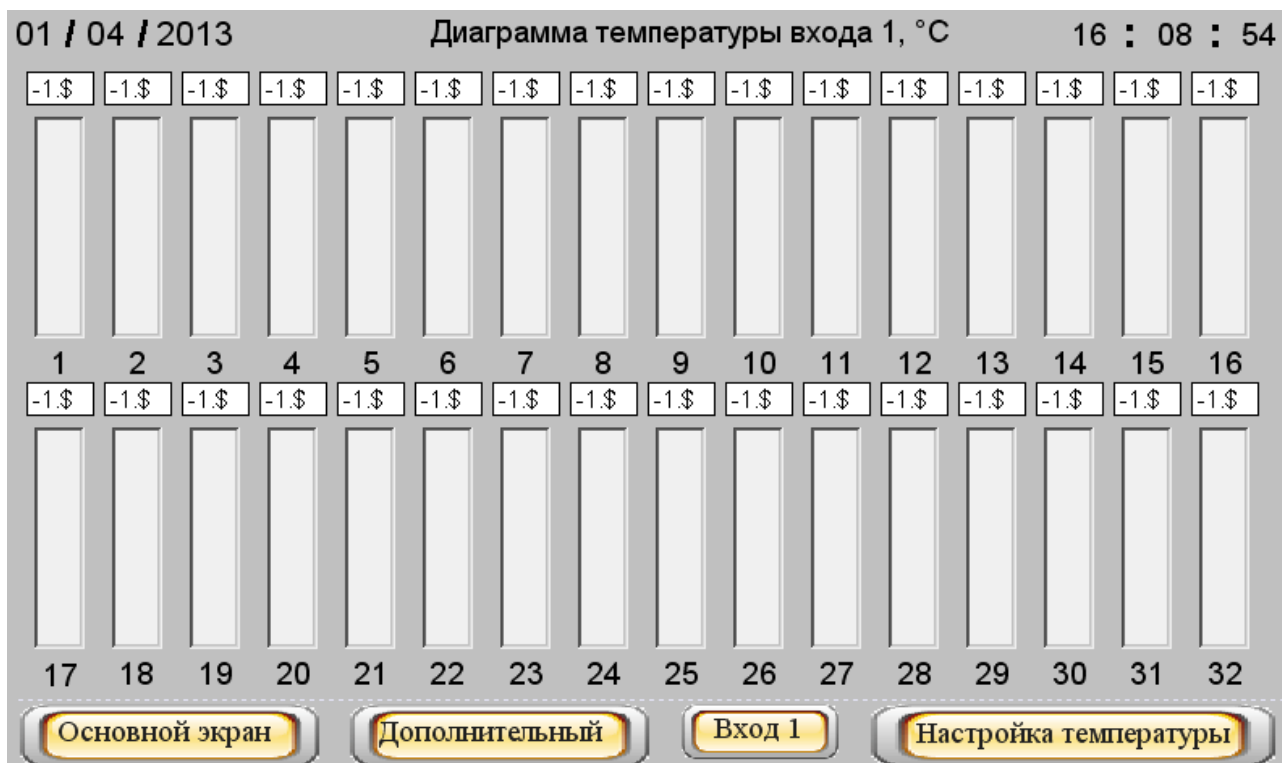 01 / 04 / 2013 Диаграмма температуры входа 1, °C 16 : 08 : 54
-1.$ -1.$ -1.$ -1.$ -1.$ -1.$ -1.$ -1.$ -1.$ -1.$ -1.$ -1.$ -1.$ -1.$ -1.$ -1.$
1 2 3 4 5 6 7 8 9 10 11 12 13 14 15 16
-1.$ -1.$ -1.$ -1.$ -1.$ -1.$ -1.$ -1.$ -1.$ -1.$ -1.$ -1.$ -1.$ -1.$ -1.$ -1.$
17 18 19 20 21 22 23 24 25 26 27 28 29 30 31 32
Основной экран Дополнительный Вход 1 Настройка температуры